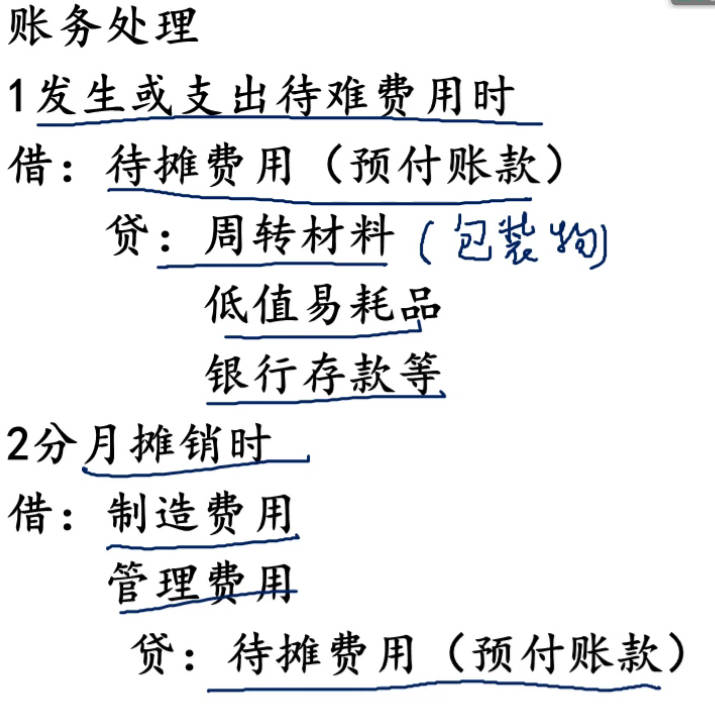 账务处理
1发生或支出待难费用时
借：待摊费用（预付账款）
贷：周转材料（包装物）
低值易耗品
银行存款等
2分月摊销时
借：制造费用
管理费用
贷：待摊费用（预付账款）